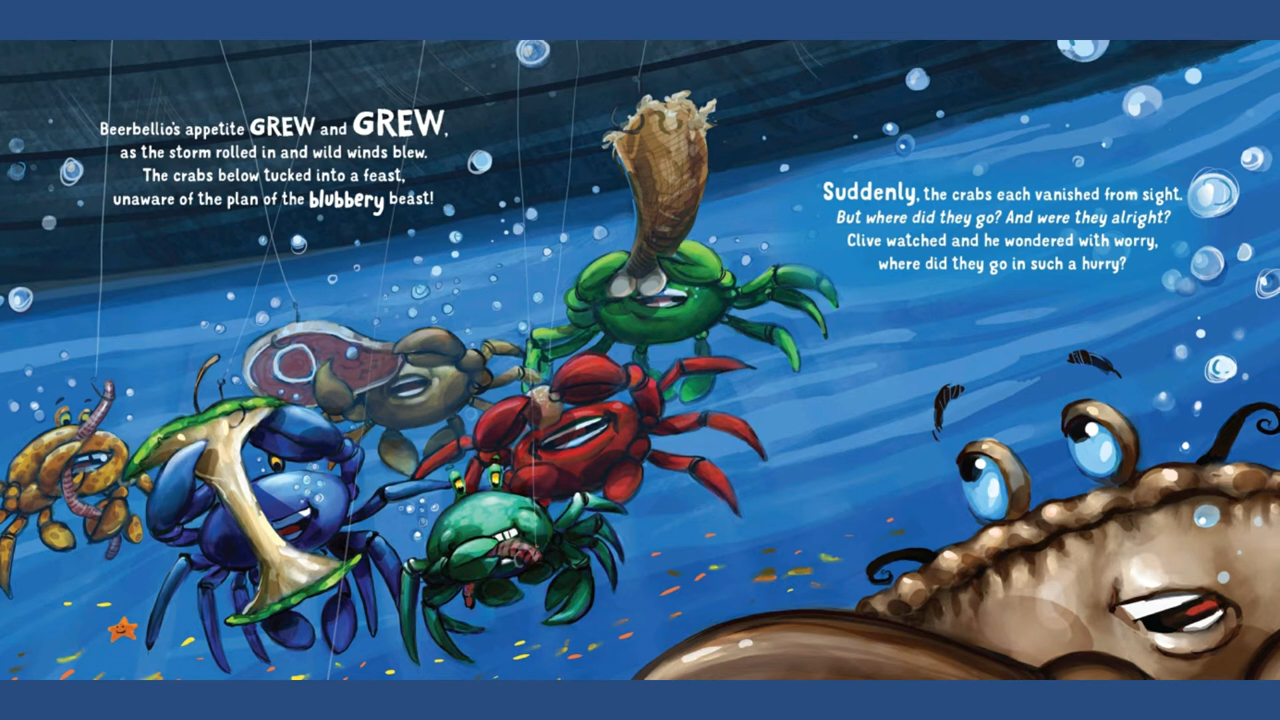 Beerbellio's appetite GREW and GREW,
as the storm rolled in and wild winds blew.
The crabs below tucked into a feast,
unaware of the plan of the blubbery beast!
Suddenly, the crabs each vanished from sight.
But where did they go? And were they alright?
Clive watched and he wondered with worry,
where did they go in such a hurry?